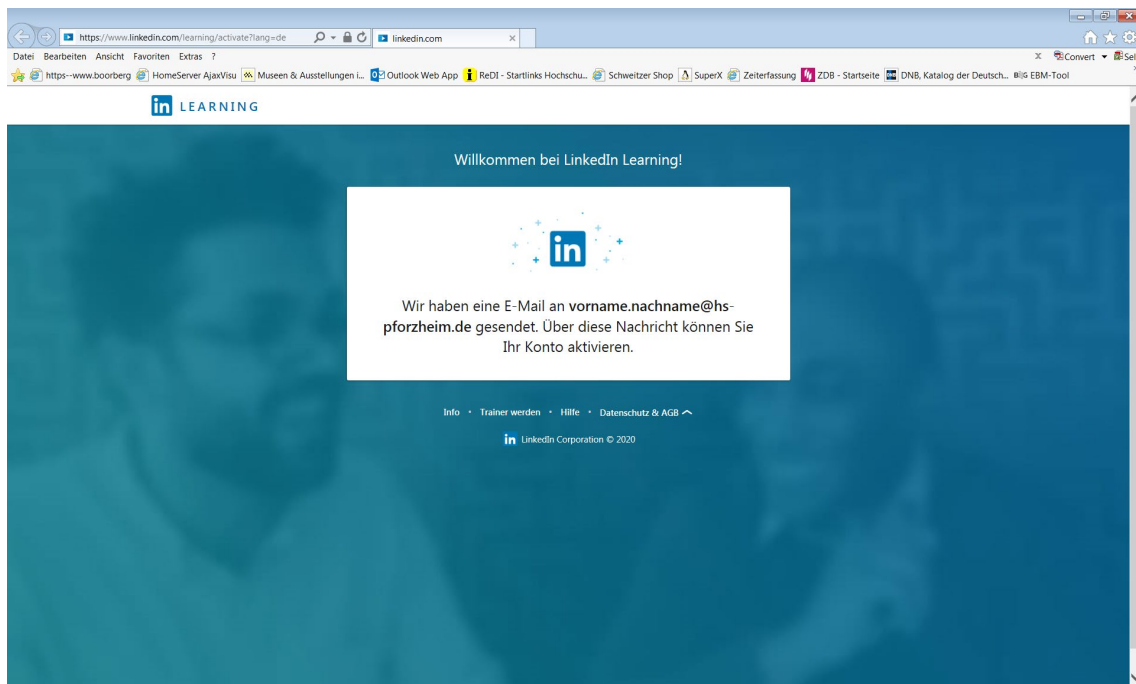 https://www.linkedin.com/learning/activate?lang=de
linkedin.com
Datei Bearbeiten Ansicht Favoriten Extras ?
x Convert Sel
https--www.boorberg HomeServer AjaxVisu Museen & Ausstellungen i... Outlook Web App ReDI - Startlinks Hochschu... Schweitzer Shop SuperX Zeiterfassung ZDB - Startseite DNB, Katalog der Deutsch... EBM-Tool
in LEARNING
Willkommen bei LinkedIn Learning!
in
Wir haben eine E-Mail an vorname.nachname@hs-
pforzheim.de gesendet. Über diese Nachricht können Sie
Ihr Konto aktivieren.
Info • Trainer werden • Hilfe • Datenschutz & AGB
in LinkedIn Corporation © 2020